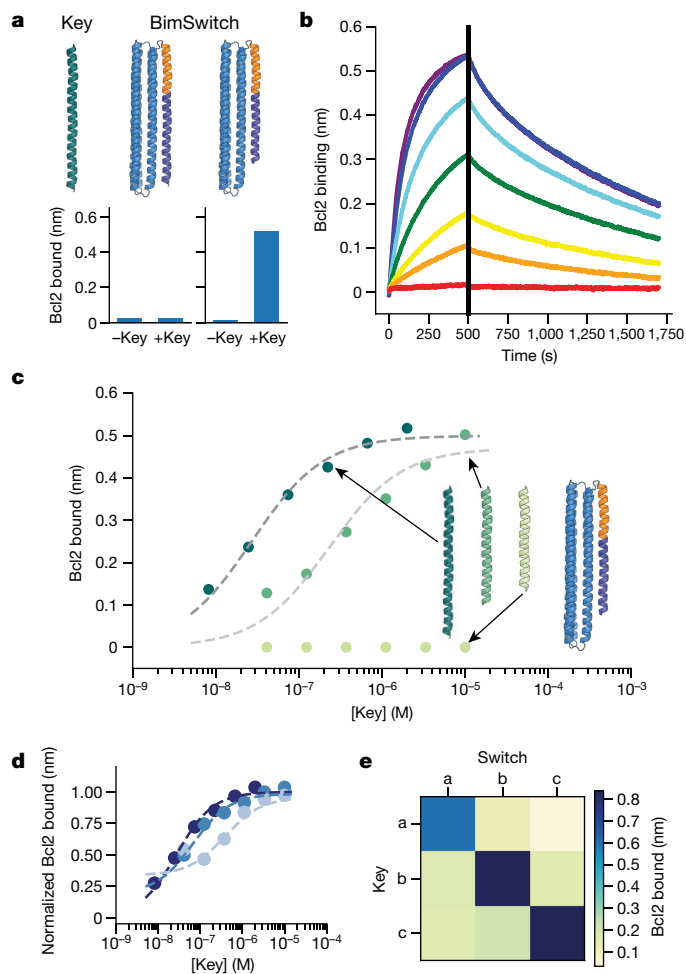 a
Key BimSwitch
Bcl2 bound (nm)
0.6
0.4
0.2
0
–Key +Key –Key +Key
b
Bcl2 binding (nm)
0.6
0.5
0.4
0.3
0.2
0.1
0
0 250 500 750 1,000 1,250 1,500 1,750
Time (s)
c
Bcl2 bound (nm)
0.6
0.5
0.4
0.3
0.2
0.1
0
10–9 10–8 10–7 10–6 10–5 10–4 10–3
[Key] (M)
d
Normalized Bcl2 bound (nm)
1.00
0.75
0.50
0.25
0
10–9 10–8 10–7 10–6 10–5 10–4
[Key] (M)
e
Switch
a b c
Key
a
b
c
0.8
0.7
0.6
0.5
0.4
0.3
0.2
0.1
Bcl2 bound (nm)